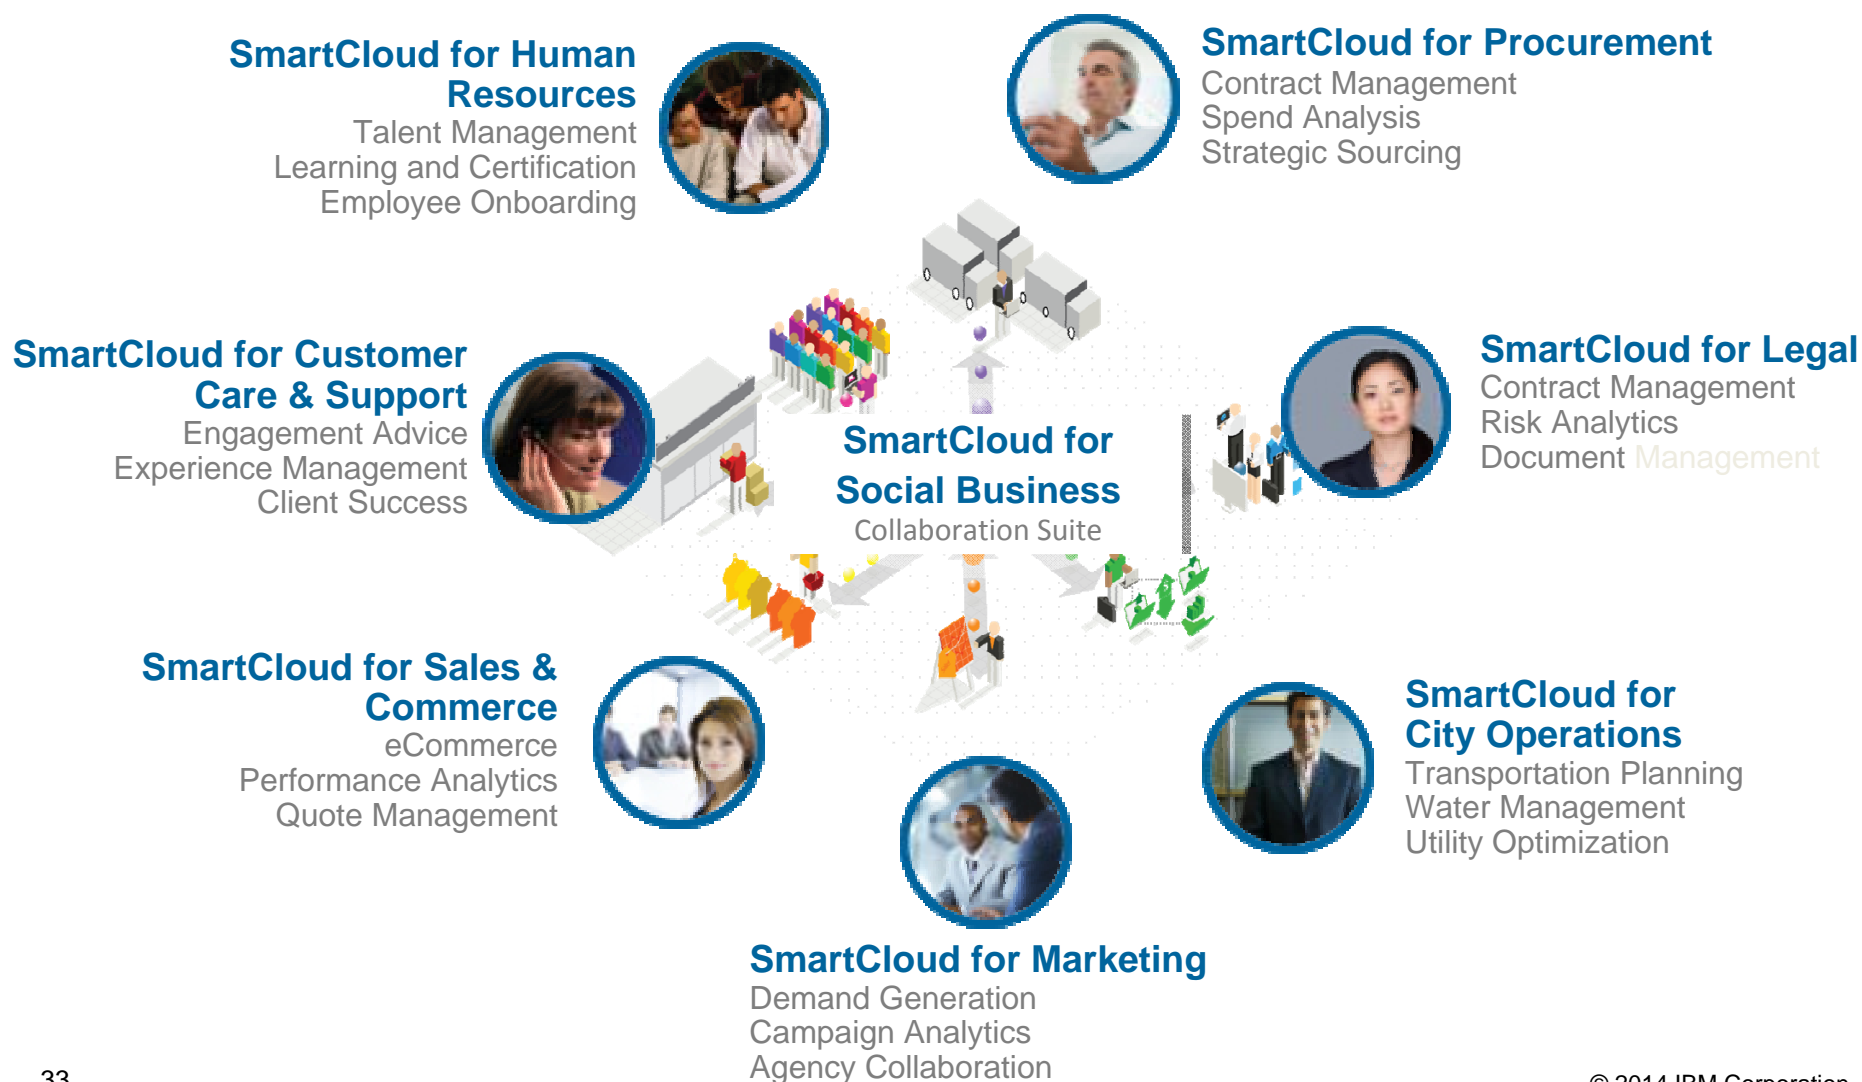 SmartCloud for Human
Resources
Talent Management
Learning and Certification
Employee Onboarding
SmartCloud for Procurement
Contract Management
Spend Analysis
Strategic Sourcing
SmartCloud for Customer
Care & Support
Engagement Advice
Experience Management
Client Success
SmartCloud for
Social Business
Collaboration Suite
SmartCloud for Legal
Contract Management
Risk Analytics
Document Management
SmartCloud for Sales &
Commerce
eCommerce
Performance Analytics
Quote Management
SmartCloud for
City Operations
Transportation Planning
Water Management
Utility Optimization
SmartCloud for Marketing
Demand Generation
Campaign Analytics
Agency Collaboration
33
© 2014 IBM Corporation